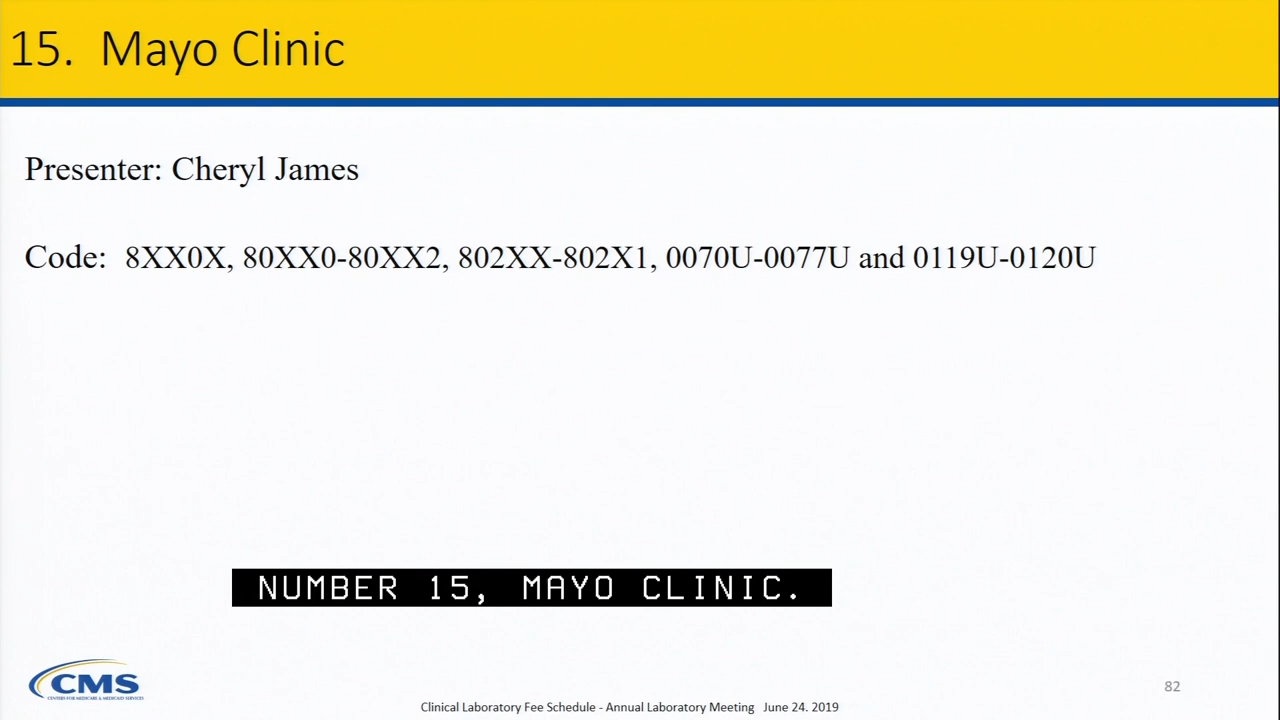 15. Mayo Clinic
Presenter: Cheryl James
Code: 8XX0X, 80XX0-80XX2, 802XX-802X1, 0070U-0077U and 0119U-0120U
NUMBER 15, MAYO CLINIC.
CMS
CENTERS FOR MEDICARE & MEDICAID SERVICES
82
Clinical Laboratory Fee Schedule - Annual Laboratory Meeting June 24. 2019